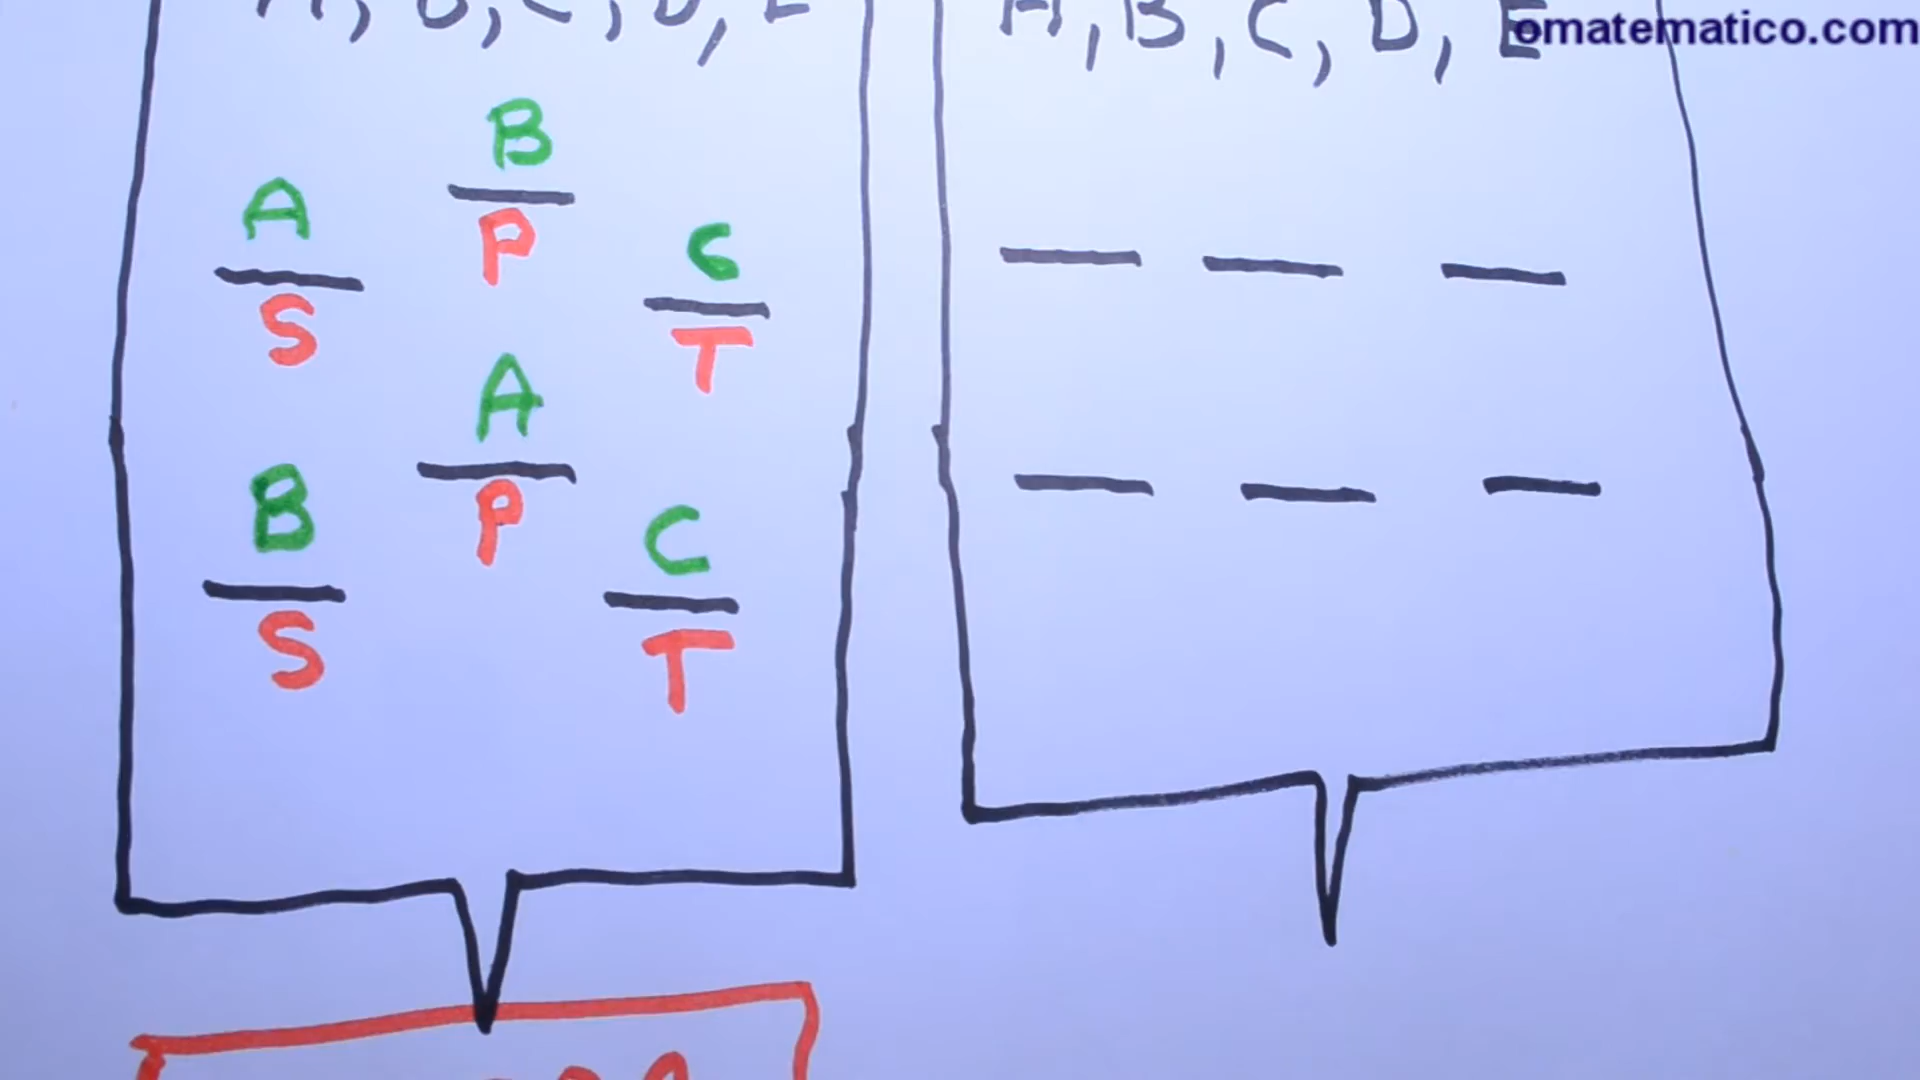 A, B, C, D, E
A, B, C, D, E
omatematico.com
B
P
A
S
C
T
A
P
B
S
C
T